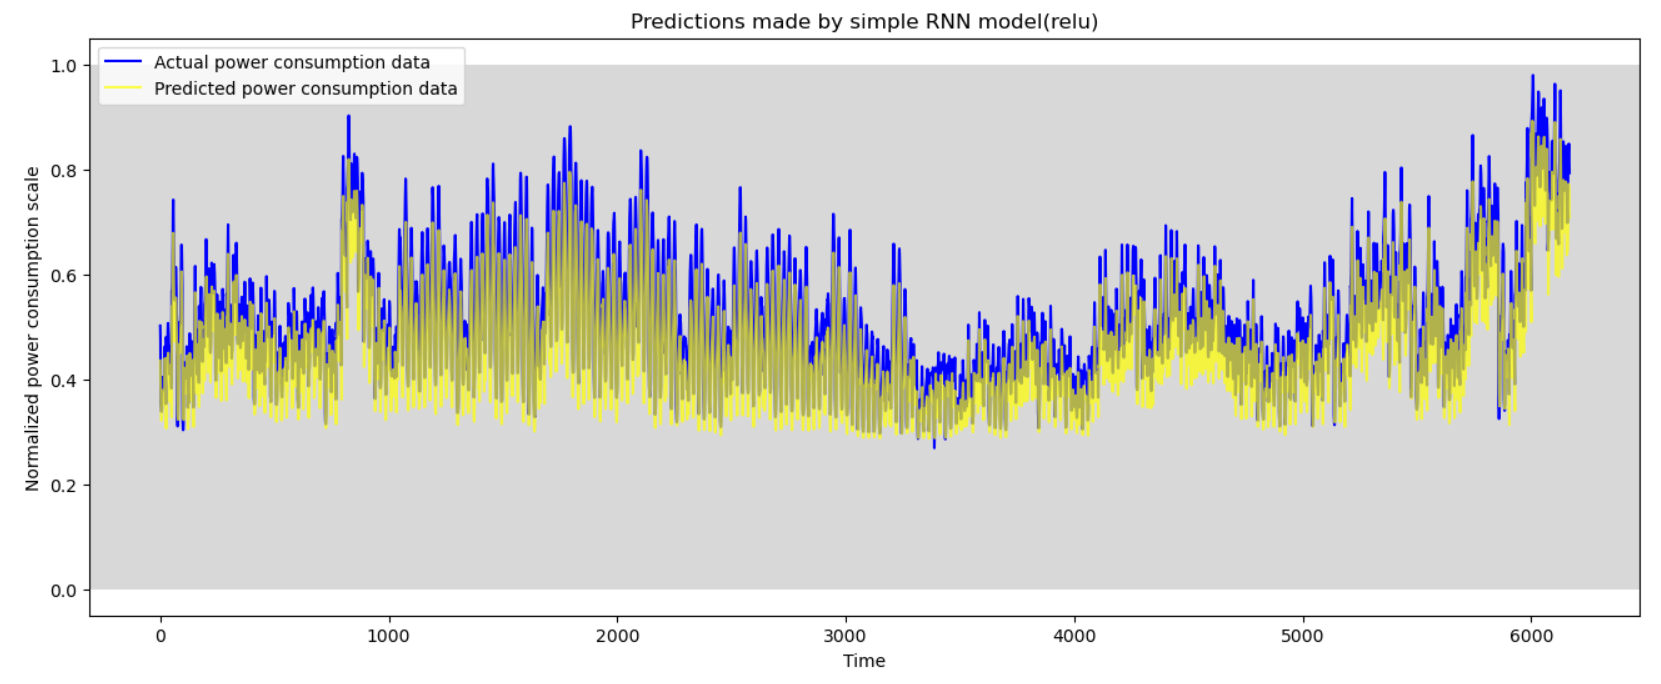 Predictions made by simple RNN model(relu)
Actual power consumption data
Predicted power consumption data
Normalized power consumption scale
1.0
0.8
0.6
0.4
0.2
0.0
0 1000 2000 3000 4000 5000 6000
Time